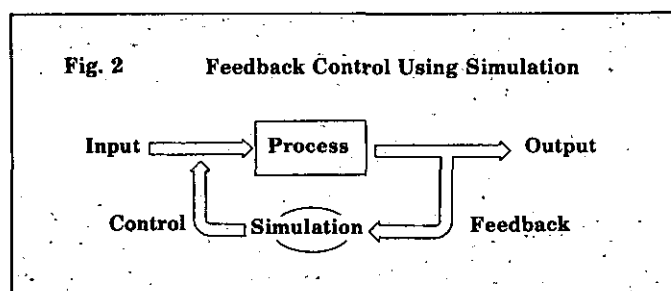 Fig. 2 Feedback Control Using Simulation
Input Process Output
Control Simulation Feedback